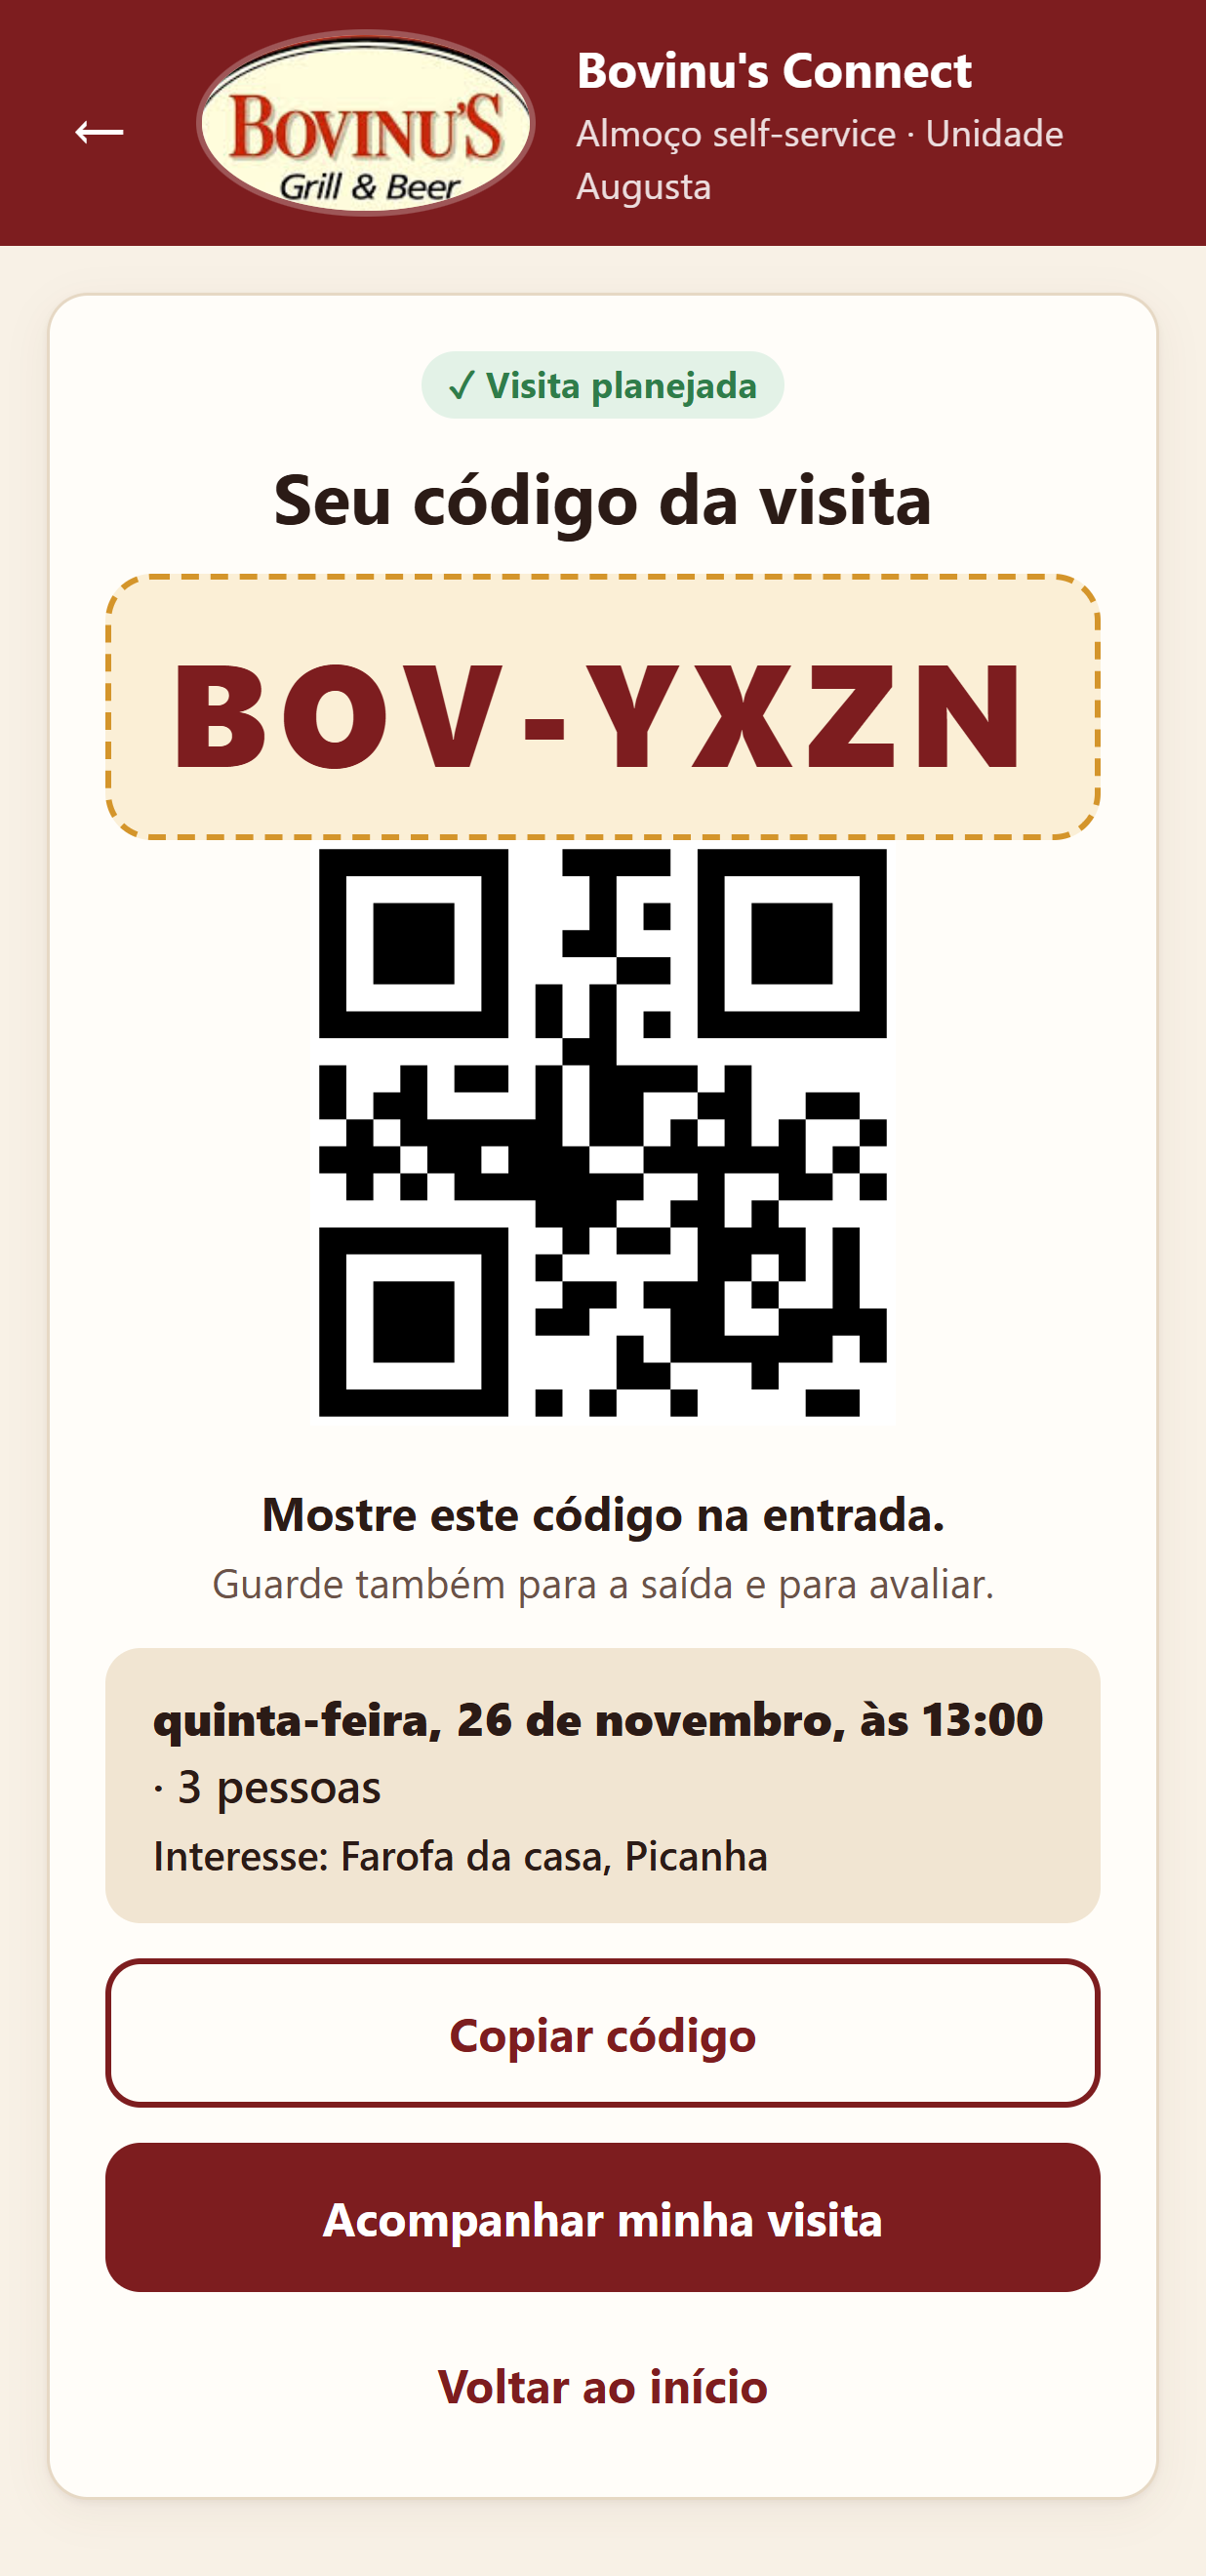 ←
BOVINU'S
Grill & Beer
Bovinu's Connect
Almoço self-service · Unidade
Augusta
✓ Visita planejada
Seu código da visita
BOV-YXZN
Mostre este código na entrada.
Guarde também para a saída e para avaliar.
quinta-feira, 26 de novembro, às 13:00
· 3 pessoas
Interesse: Farofa da casa, Picanha
Copiar código
Acompanhar minha visita
Voltar ao início